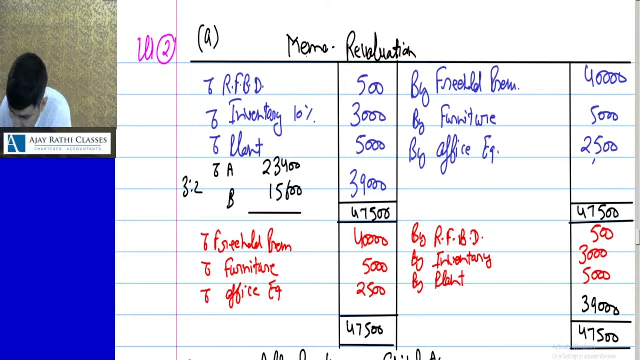 Ill ②
(a)
Memo. Revaluation
To R.F.B.D. 500 By Freehold Prem. 40000
To Inventory 10% 3000 By Furniture 5000
To Plant 5000 By Office Eq. 2500
To A 23400
3:2 B 15600 39000
47500 47500
To Freehold Prem 40000 By R.F.B.D. 500
To Furniture 5000 By Inventory 3000
To Office Eq 2500 By Plant 5000
39000
47500 47500
AJAY RATHI CLASSES
CHARTERED ACCOUNTANTS